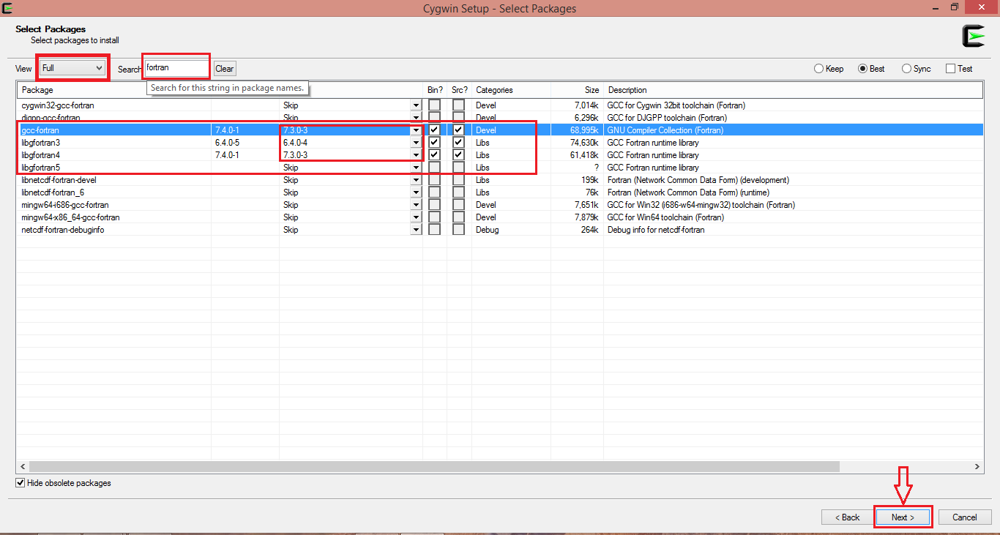 Cygwin Setup - Select Packages
Select Packages
Select packages to install
View Full Search fortran Clear Keep Best Sync Test
Search for this string in package names.
Package Bin? Src? Categories Size Description
cygwin32-gcc-fortran Skip Devel 7,014k GCC for Cygwin 32bit toolchain (Fortran)
djgpp-gcc-fortran Skip Devel 6,296k GCC for DJGPP toolchain (Fortran)
gcc-fortran 7.4.0-1 7.3.0-3 Devel 68,995k GNU Compiler Collection (Fortran)
libgfortran3 6.4.0-5 6.4.0-4 Libs 74,630k GCC Fortran runtime library
libgfortran4 7.4.0-1 7.3.0-3 Libs 61,418k GCC Fortran runtime library
libgfortran5 Skip Libs ? GCC Fortran runtime library
libnetcdf-fortran-devel Skip Libs 199k Fortran (Network Common Data Form) (development)
libnetcdf-fortran_6 Skip Libs 76k Fortran (Network Common Data Form) (runtime)
mingw64-i686-gcc-fortran Skip Devel 7,651k GCC for Win32 (i686-w64-mingw32) toolchain (Fortran)
mingw64-x86_64-gcc-fortran Skip Devel 7,879k GCC for Win64 toolchain (Fortran)
netcdf-fortran-debuginfo Skip Debug 264k Debug info for netcdf-fortran
Hide obsolete packages
< Back Next > Cancel